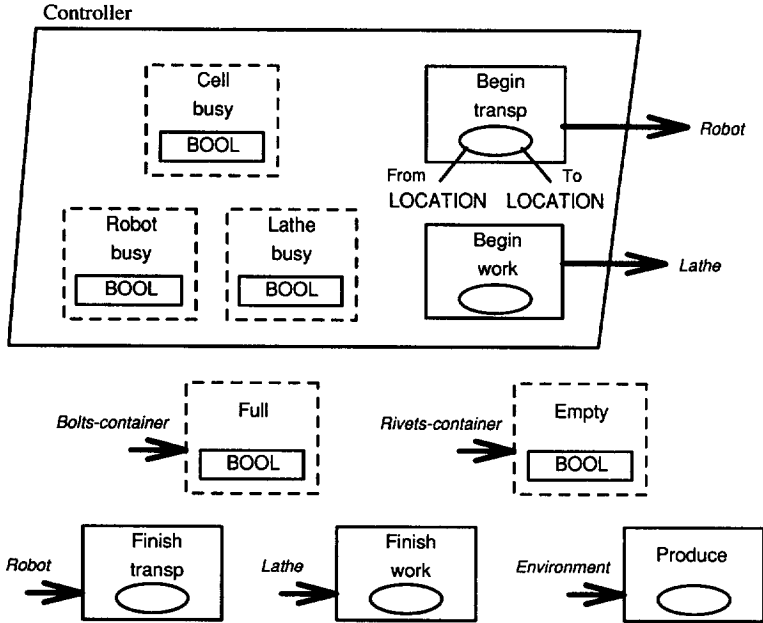 Controller
Cell
busy
BOOL
Begin
transp
Robot
From
To
LOCATION
LOCATION
Robot
busy
BOOL
Lathe
busy
BOOL
Begin
work
Lathe
Bolts-container
Full
BOOL
Rivets-container
Empty
BOOL
Robot
Finish
transp
Lathe
Finish
work
Environment
Produce